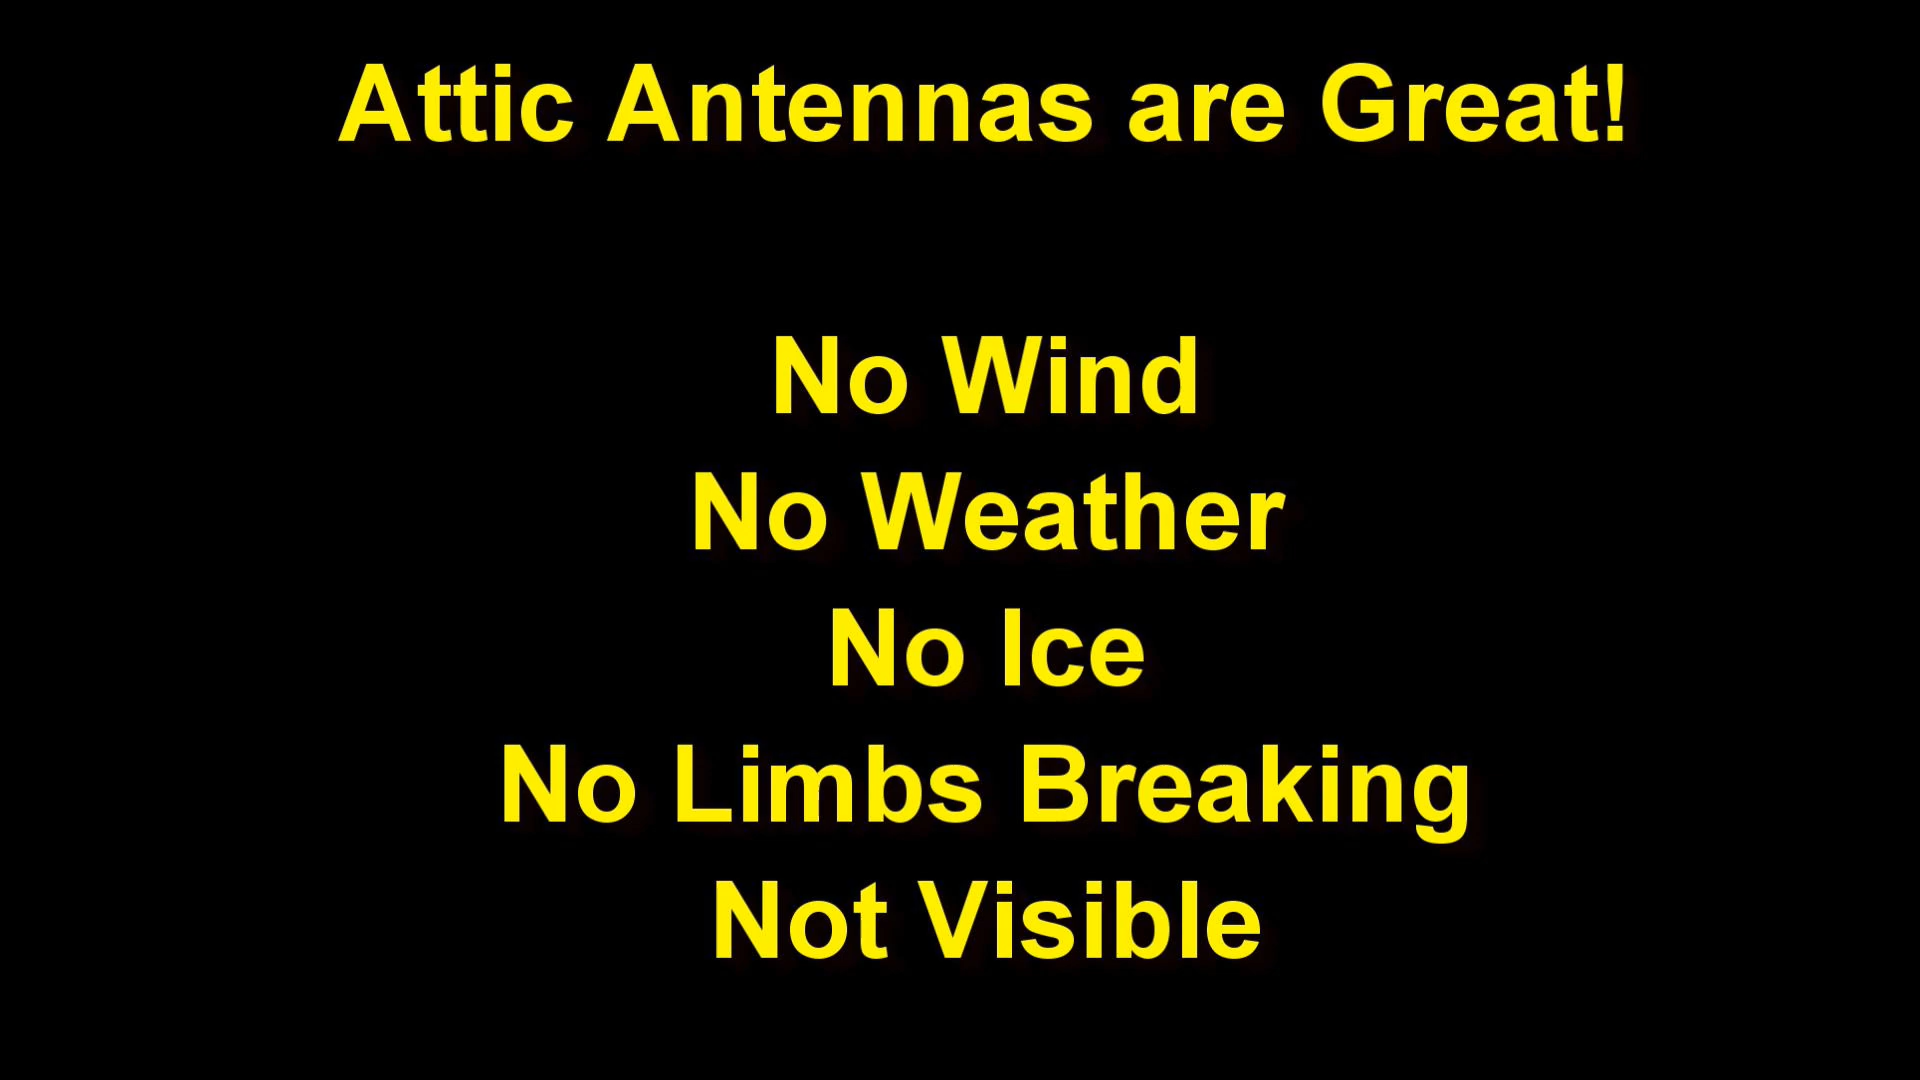 Attic Antennas are Great!
No Wind
No Weather
No Ice
No Limbs Breaking
Not Visible